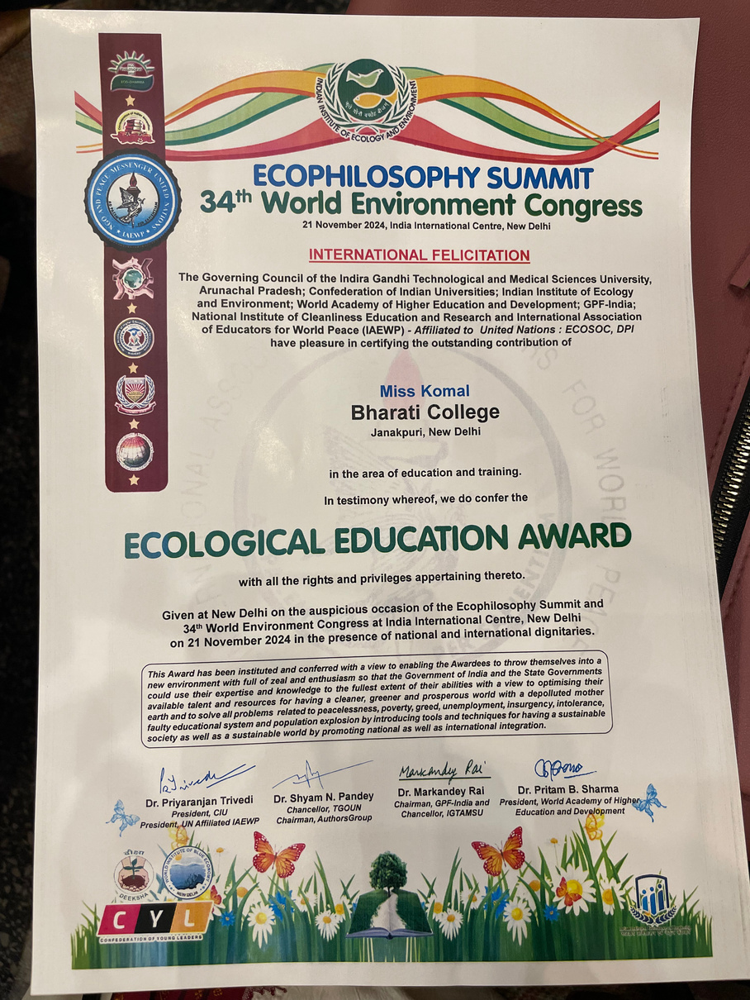 INDIAN INSTITUTE OF ECOLOGY AND ENVIRONMENT
ECOPHILOSOPHY SUMMIT
34th World Environment Congress
21 November 2024, India International Centre, New Delhi
NGO AND PEACE MESSENGER UNITED NATIONS
IAEWP
INTERNATIONAL FELICITATION
The Governing Council of the Indira Gandhi Technological and Medical Sciences University,
Arunachal Pradesh; Confederation of Indian Universities; Indian Institute of Ecology
and Environment; World Academy of Higher Education and Development; GPF-India;
National Institute of Cleanliness Education and Research and International Association
of Educators for World Peace (IAEWP) - Affiliated to United Nations : ECOSOC, DPI
have pleasure in certifying the outstanding contribution of
Miss Komal
Bharati College
Janakpuri, New Delhi
in the area of education and training.
In testimony whereof, we do confer the
ECOLOGICAL EDUCATION AWARD
with all the rights and privileges appertaining thereto.
Given at New Delhi on the auspicious occasion of the Ecophilosophy Summit and
34th World Environment Congress at India International Centre, New Delhi
on 21 November 2024 in the presence of national and international dignitaries.
This Award has been instituted and conferred with a view to enabling the Awardees to throw themselves into a
new environment with full of zeal and enthusiasm so that the Government of India and the State Governments
could use their expertise and knowledge to the fullest extent of their abilities with a view to optimising their
available talent and resources for having a cleaner, greener and prosperous world with a depolluted mother
earth and to solve all problems related to peacelessness, poverty, greed, unemployment, insurgency, intolerance,
faulty educational system and population explosion by introducing tools and techniques for having a sustainable
society as well as a sustainable world by promoting national as well as international integration.
Markandey Rai
Dr. Priyaranjan Trivedi
President, CIU
President, UN Affiliated IAEWP
Dr. Shyam N. Pandey
Chancellor, TGOUN
Chairman, AuthorsGroup
Dr. Markandey Rai
Chairman, GPF-India and
Chancellor, IGTAMSU
Dr. Pritam B. Sharma
President, World Academy of Higher
Education and Development
दीक्षा
DEEKSHA
WORLD INSTITUTE OF BLUE ECONOMY
NEW DELHI
CYL
CONFEDERATION OF YOUNG LEADERS